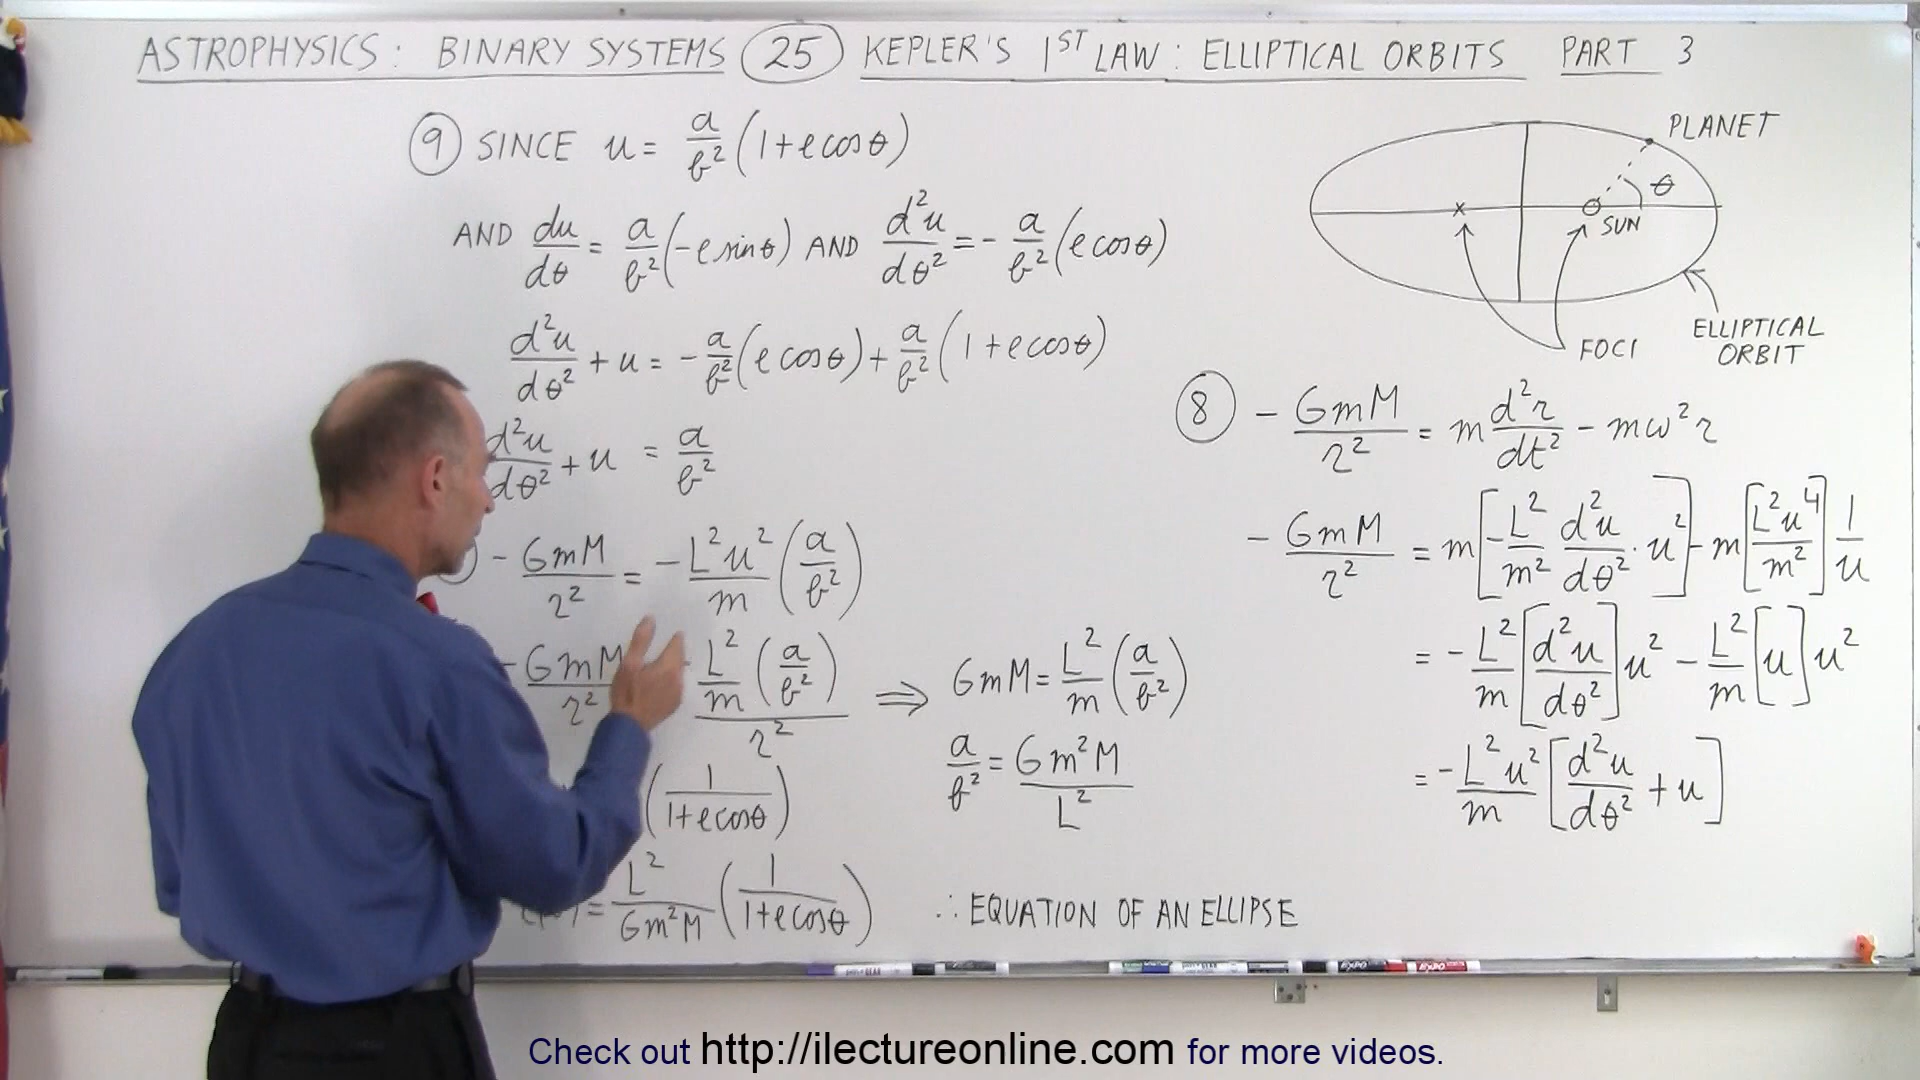 ASTROPHYSICS: BINARY SYSTEMS (25) KEPLER'S 1ST LAW: ELLIPTICAL ORBITS PART 3
(9) SINCE u = a/b² (1+e cosθ)
AND du/dθ = a/b² (-e sinθ) AND d²u/dθ² = - a/b² (e cosθ)
d²u/dθ² + u = - a/b² (e cosθ) + a/b² (1+e cosθ)
d²u/dθ² + u = a/b²
- GmM/r² = -L²u²/m (a/b²)
- GmM/r² - L²/m (a/b²) / r² ⇒ GmM = L²/m (a/b²)
a/b² = Gm²M/L²
(1/(1+e cosθ))
= L²/Gm²M (1/(1+e cosθ)) ∴ EQUATION OF AN ELLIPSE
PLANET
θ
SUN
FOCI
ELLIPTICAL
ORBIT
(8) - GmM/r² = m d²r/dt² - mω²r
- GmM/r² = m[-L²/m² d²u/dθ² · u²] - m[L²u⁴/m²] 1/u
= - L²/m [d²u/dθ²] u² - L²/m [u] u²
= -L²u²/m [d²u/dθ² + u]
EXPO
EXPO
Check out http://ilectureonline.com for more videos.